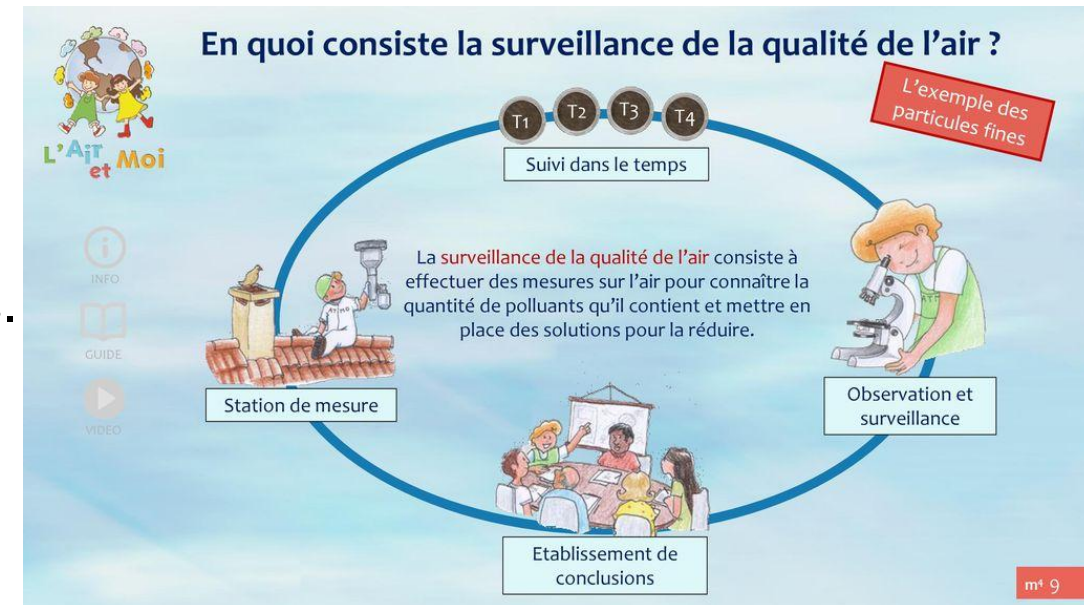 En quoi consiste la surveillance de la qualité de l'air ?
L'exemple des
particules fines
L'Air
et Moi
T1 T2 T3 T4
Suivi dans le temps
INFO
GUIDE
VIDEO
La surveillance de la qualité de l'air consiste à
effectuer des mesures sur l'air pour connaître la
quantité de polluants qu'il contient et mettre en
place des solutions pour la réduire.
Station de mesure
Observation et
surveillance
Etablissement de
conclusions
m⁴ 9